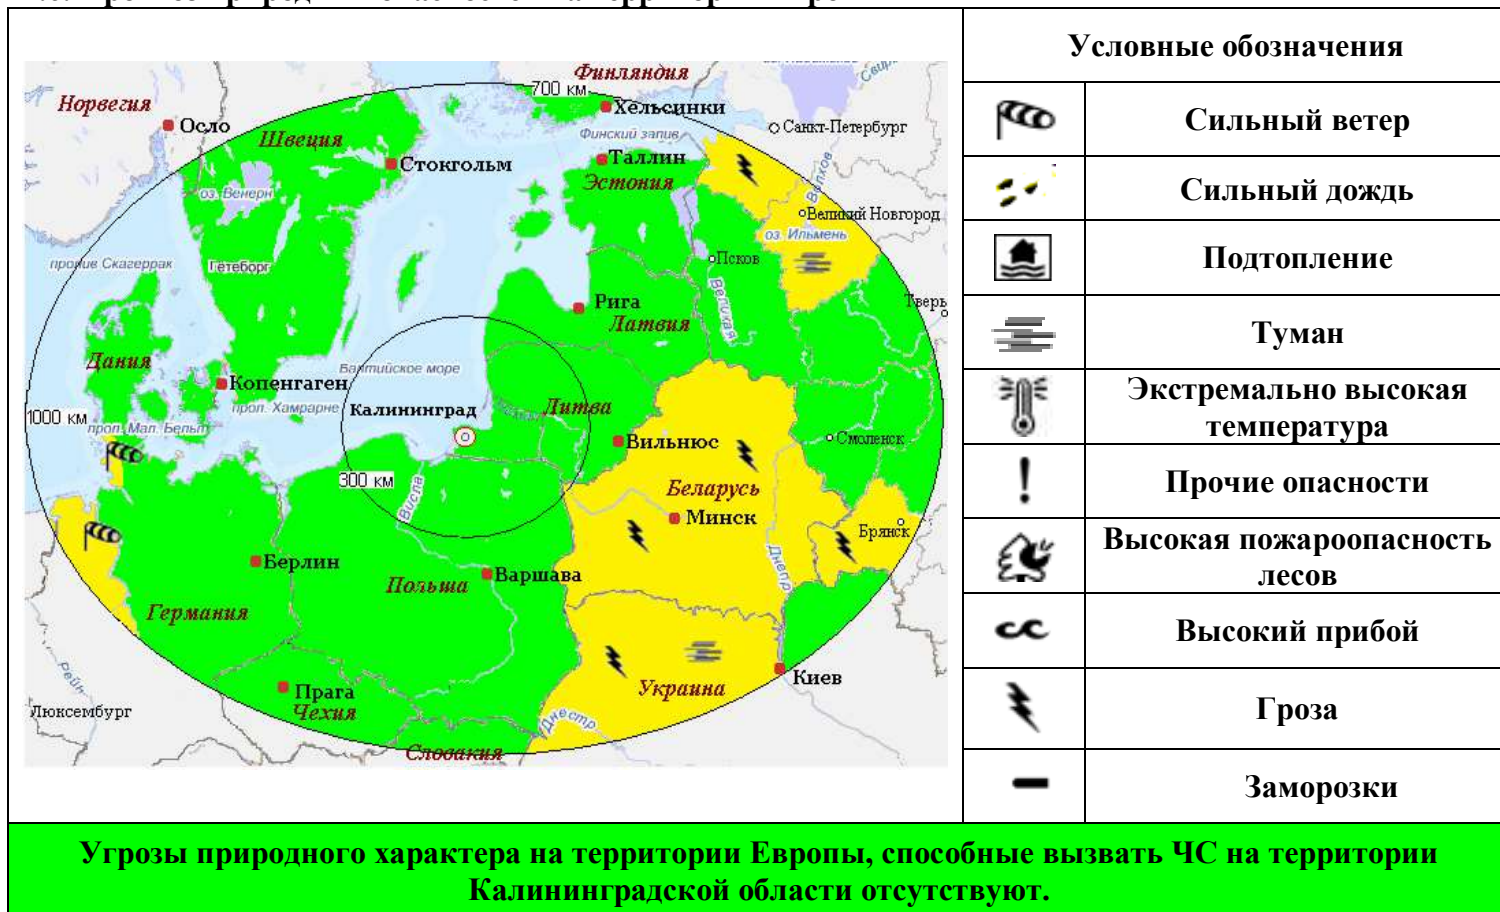 Условные обозначения
Сильный ветер
Сильный дождь
Подтопление
Туман
Экстремально высокая
температура
Прочие опасности
Высокая пожароопасность
лесов
Высокий прибой
Гроза
Заморозки
Финляндия
700 км
Норвегия
Хельсинки
Осло
Санкт-Петербург
Швеция
Финский залив
Волхов
Стокгольм
Таллин
Эстония
оз. Венерн
Великий Новгород
оз. Ильмень
пролив Скагеррак
Гетеборг
Псков
Великая
Тверь
Рига
Латвия
Дания
Балтийское море
Копенгаген
прол. Хамрарне
Калининград
Литва
1000 км
прол. Мал. Бельт
Вильнюс
Смоленск
300 км
Висла
Беларусь
Минск
Брянск
Днепр
Берлин
Польша
Варшава
Германия
Рейн
Прага
Чехия
Украина
Киев
Люксембург
Днестр
Словакия
Угрозы природного характера на территории Европы, способные вызвать ЧС на территории
Калининградской области отсутствуют.